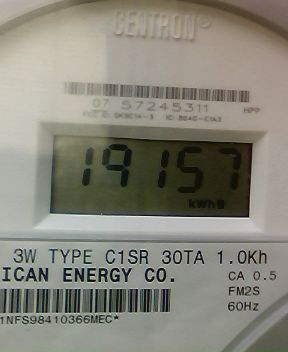 CENTRON®
07 57245311 HPP
19157
kWh
3W TYPE C1SR 30TA 1.0Kh
ICAN ENERGY CO. CA 0.5
FM2S
60Hz
1NFS98410366MEC*